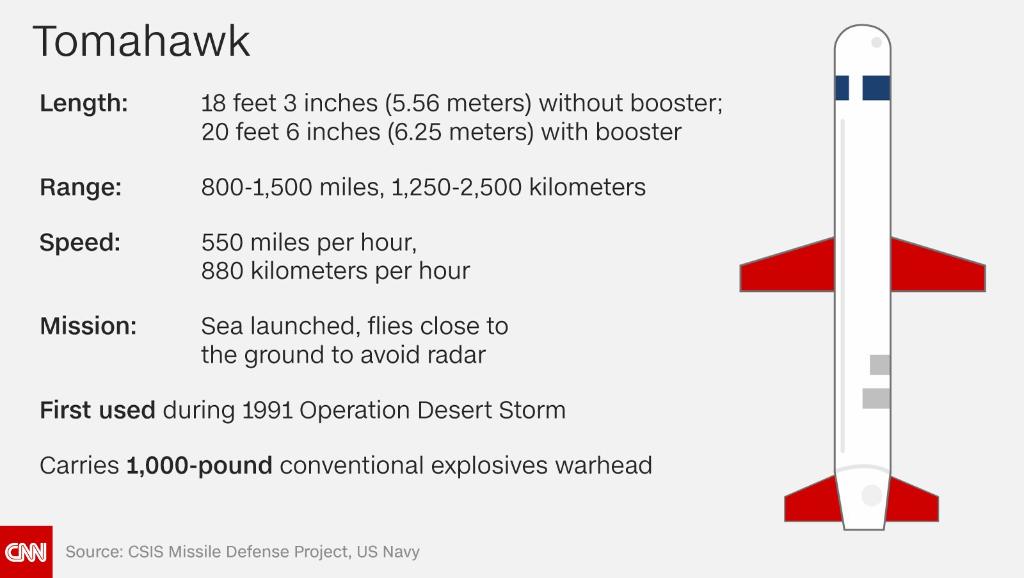 Tomahawk
Length: 18 feet 3 inches (5.56 meters) without booster;
20 feet 6 inches (6.25 meters) with booster
Range: 800-1,500 miles, 1,250-2,500 kilometers
Speed: 550 miles per hour,
880 kilometers per hour
Mission: Sea launched, flies close to
the ground to avoid radar
First used during 1991 Operation Desert Storm
Carries 1,000-pound conventional explosives warhead
CNN Source: CSIS Missile Defense Project, US Navy